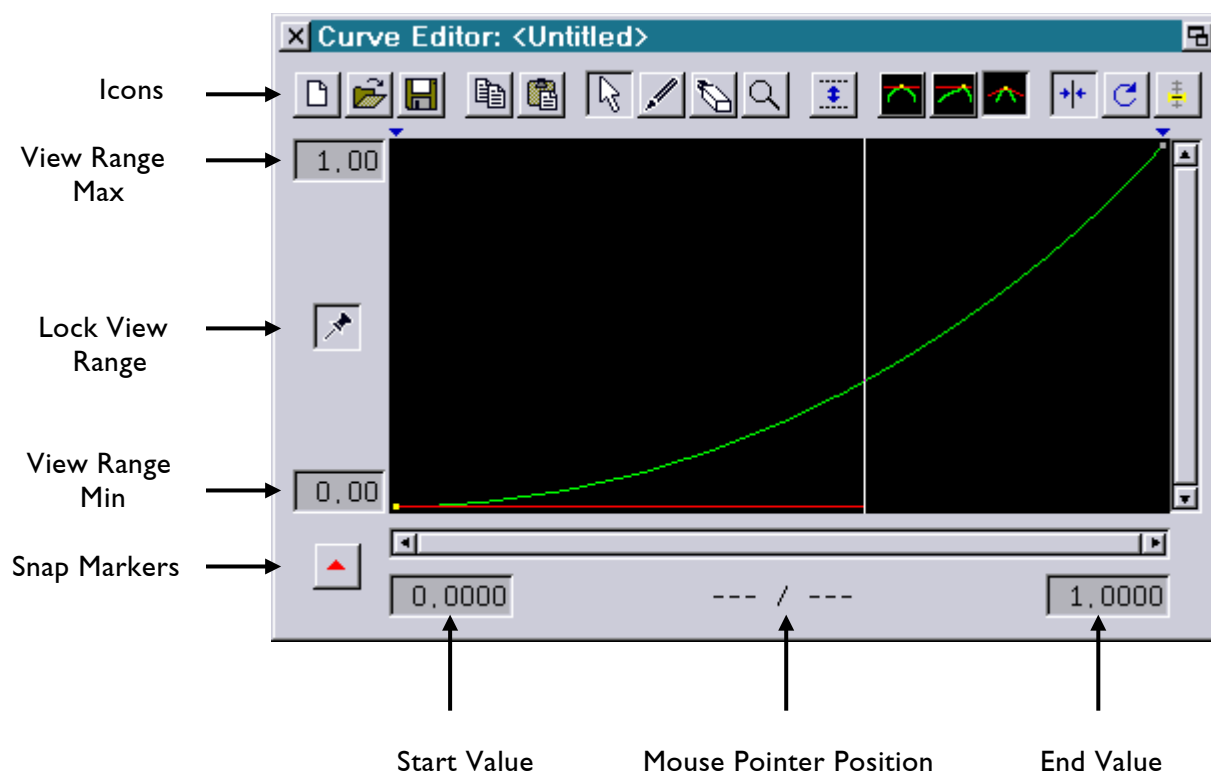 Curve Editor: <Untitled>
Icons
View Range
Max
1,00
Lock View
Range
View Range
Min
0,00
Snap Markers
0,0000
--- / ---
1,0000
Start Value
Mouse Pointer Position
End Value